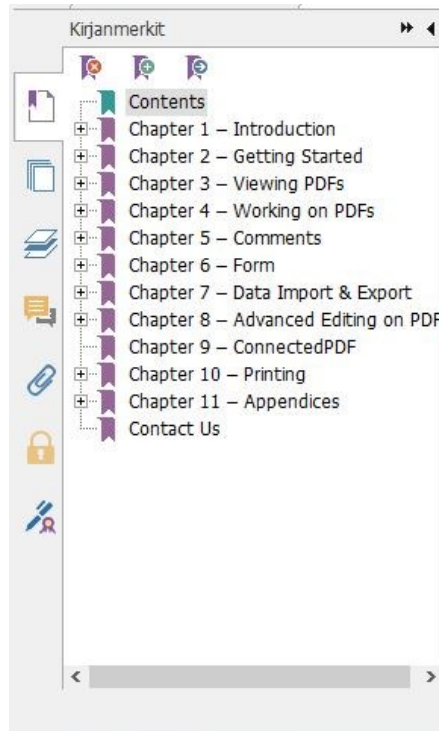 Kirjanmerkit
Contents
Chapter 1 – Introduction
Chapter 2 – Getting Started
Chapter 3 – Viewing PDFs
Chapter 4 – Working on PDFs
Chapter 5 – Comments
Chapter 6 – Form
Chapter 7 – Data Import & Export
Chapter 8 – Advanced Editing on PDF
Chapter 9 – ConnectedPDF
Chapter 10 – Printing
Chapter 11 – Appendices
Contact Us